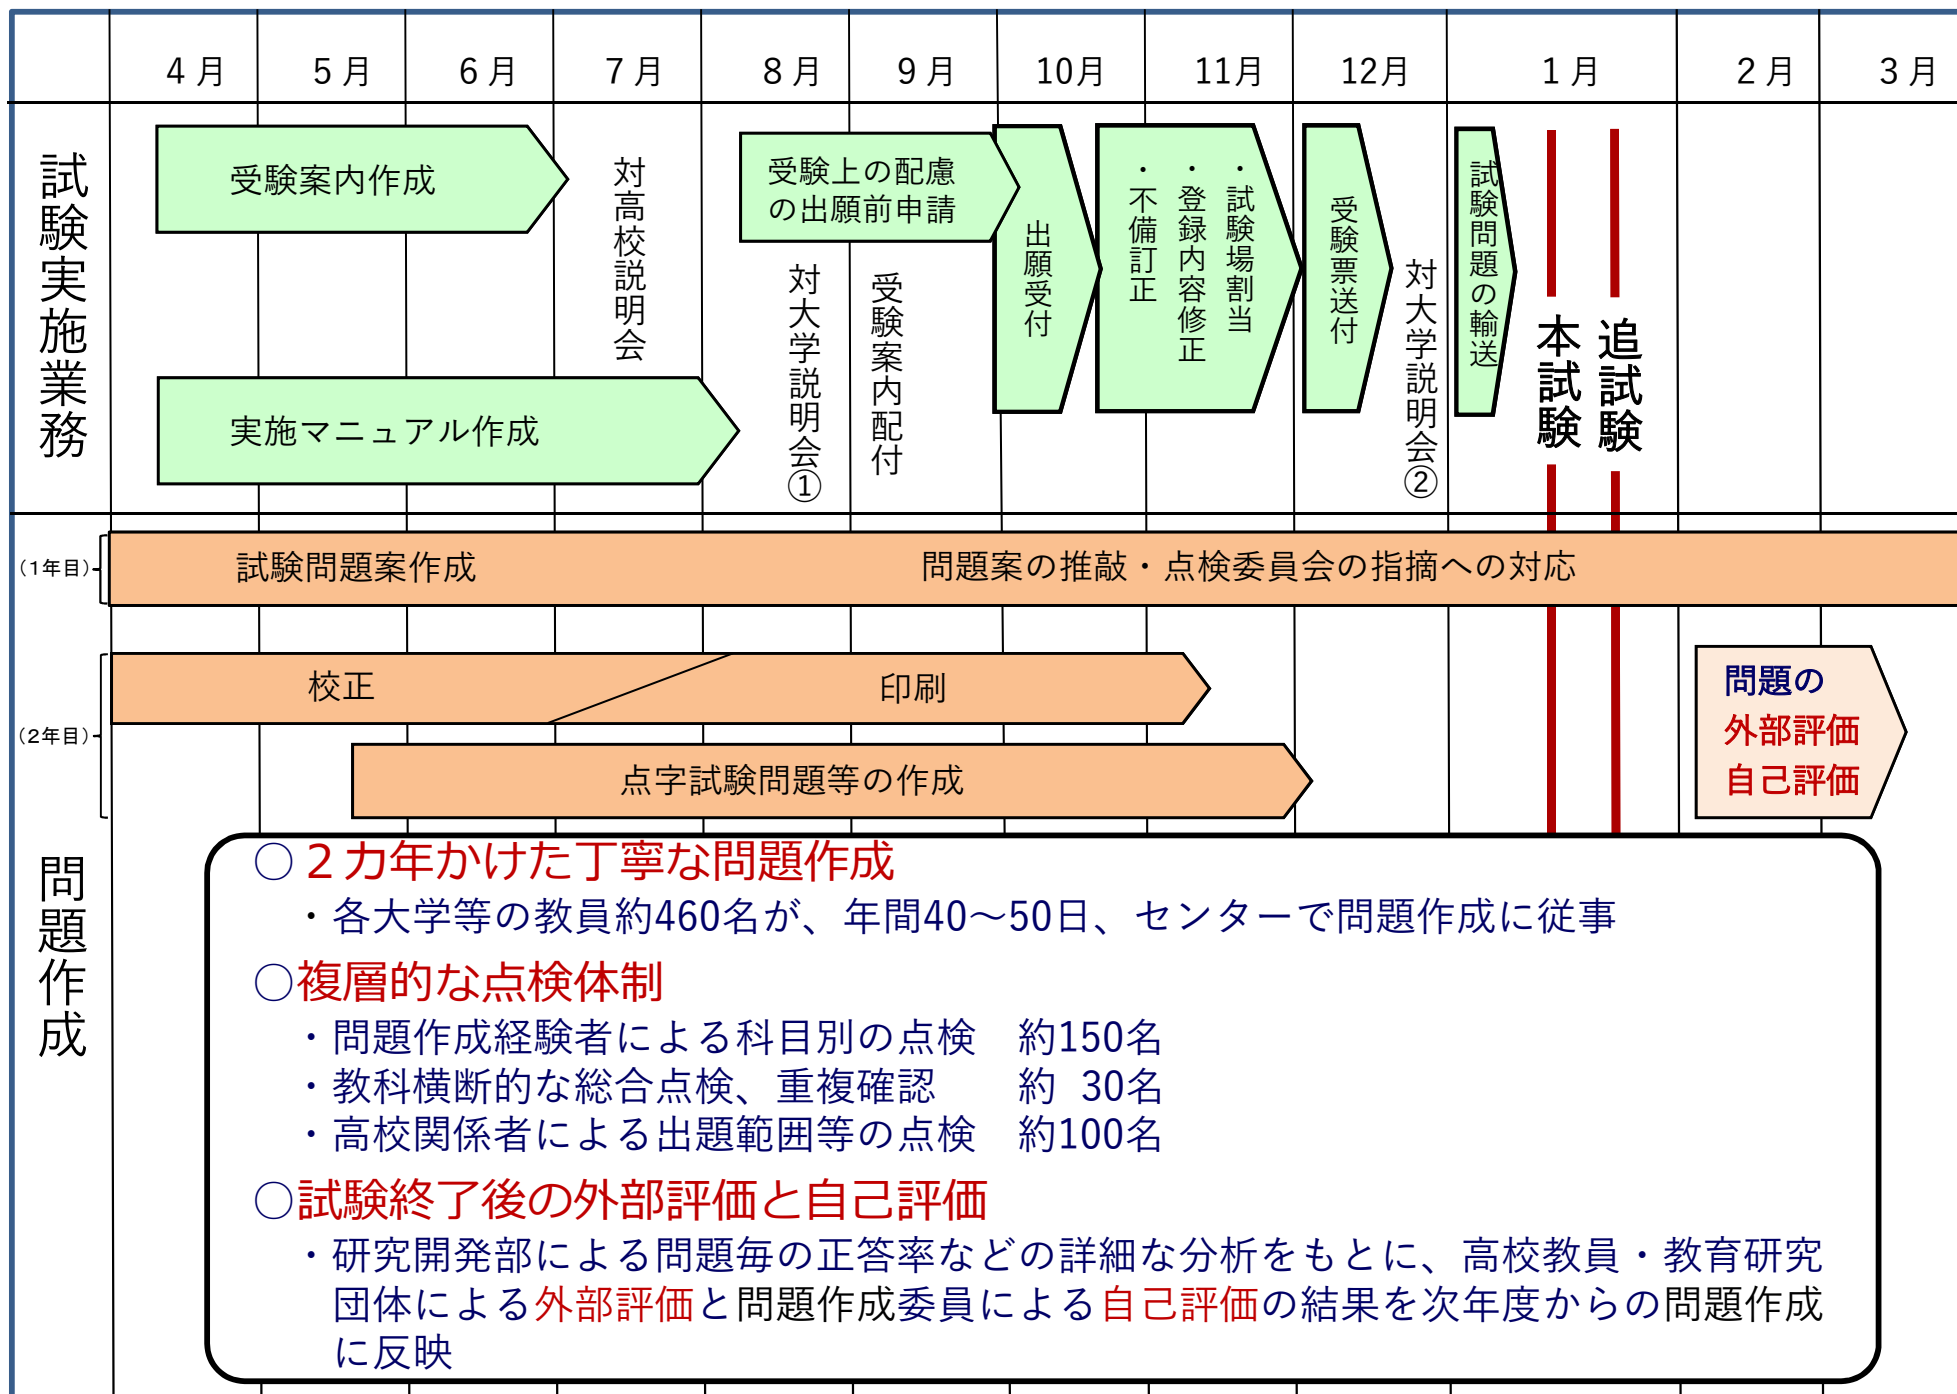 4月 5月 6月 7月 8月 9月 10月 11月 12月 1月 2月 3月
試験実施業務
受験案内作成
実施マニュアル作成
対高校説明会
受験上の配慮
の出願前申請
対大学説明会①
受験案内配付
出願受付
・試験場割当
・登録内容修正
・不備訂正
受験票送付
対大学説明会②
試験問題の輸送
本試験
追試験
問題作成
（1年目）
試験問題案作成
問題案の推敲・点検委員会の指摘への対応
（2年目）
校正
印刷
点字試験問題等の作成
問題の
外部評価
自己評価
○２カ年かけた丁寧な問題作成
・各大学等の教員約460名が、年間40～50日、センターで問題作成に従事
○複層的な点検体制
・問題作成経験者による科目別の点検　約150名
・教科横断的な総合点検、重複確認　　約 30名
・高校関係者による出題範囲等の点検　約100名
○試験終了後の外部評価と自己評価
・研究開発部による問題毎の正答率などの詳細な分析をもとに、高校教員・教育研究
団体による外部評価と問題作成委員による自己評価の結果を次年度からの問題作成
に反映